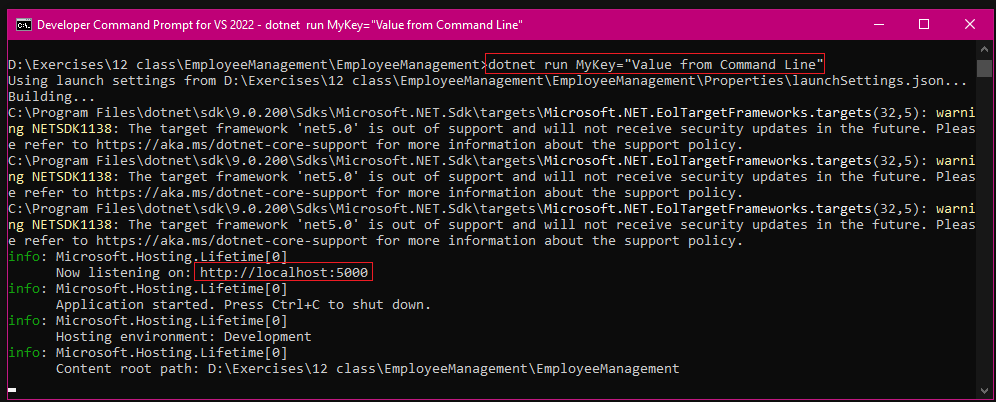 Developer Command Prompt for VS 2022 - dotnet  run MyKey="Value from Command Line"
D:\Exercises\12 class\EmployeeManagement\EmployeeManagement>dotnet run MyKey="Value from Command Line"
Using launch settings from D:\Exercises\12 class\EmployeeManagement\EmployeeManagement\Properties\launchSettings.json...
Building...
C:\Program Files\dotnet\sdk\9.0.200\Sdks\Microsoft.NET.Sdk\targets\Microsoft.NET.EolTargetFrameworks.targets(32,5): warni
ng NETSDK1138: The target framework 'net5.0' is out of support and will not receive security updates in the future. Pleas
e refer to https://aka.ms/dotnet-core-support for more information about the support policy.
C:\Program Files\dotnet\sdk\9.0.200\Sdks\Microsoft.NET.Sdk\targets\Microsoft.NET.EolTargetFrameworks.targets(32,5): warni
ng NETSDK1138: The target framework 'net5.0' is out of support and will not receive security updates in the future. Pleas
e refer to https://aka.ms/dotnet-core-support for more information about the support policy.
C:\Program Files\dotnet\sdk\9.0.200\Sdks\Microsoft.NET.Sdk\targets\Microsoft.NET.EolTargetFrameworks.targets(32,5): warni
ng NETSDK1138: The target framework 'net5.0' is out of support and will not receive security updates in the future. Pleas
e refer to https://aka.ms/dotnet-core-support for more information about the support policy.
info: Microsoft.Hosting.Lifetime[0]
      Now listening on: http://localhost:5000
info: Microsoft.Hosting.Lifetime[0]
      Application started. Press Ctrl+C to shut down.
info: Microsoft.Hosting.Lifetime[0]
      Hosting environment: Development
info: Microsoft.Hosting.Lifetime[0]
      Content root path: D:\Exercises\12 class\EmployeeManagement\EmployeeManagement